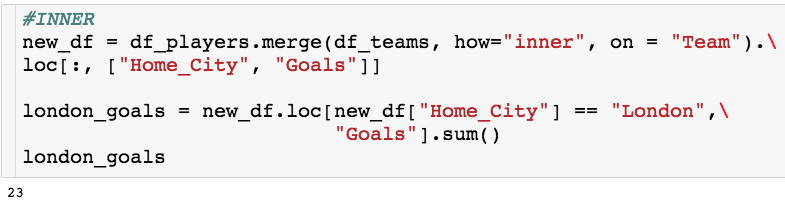 #INNER
new_df = df_players.merge(df_teams, how="inner", on = "Team").\
loc[:, ["Home_City", "Goals"]]
london_goals = new_df.loc[new_df["Home_City"] == "London",\
"Goals"].sum()
london_goals
23